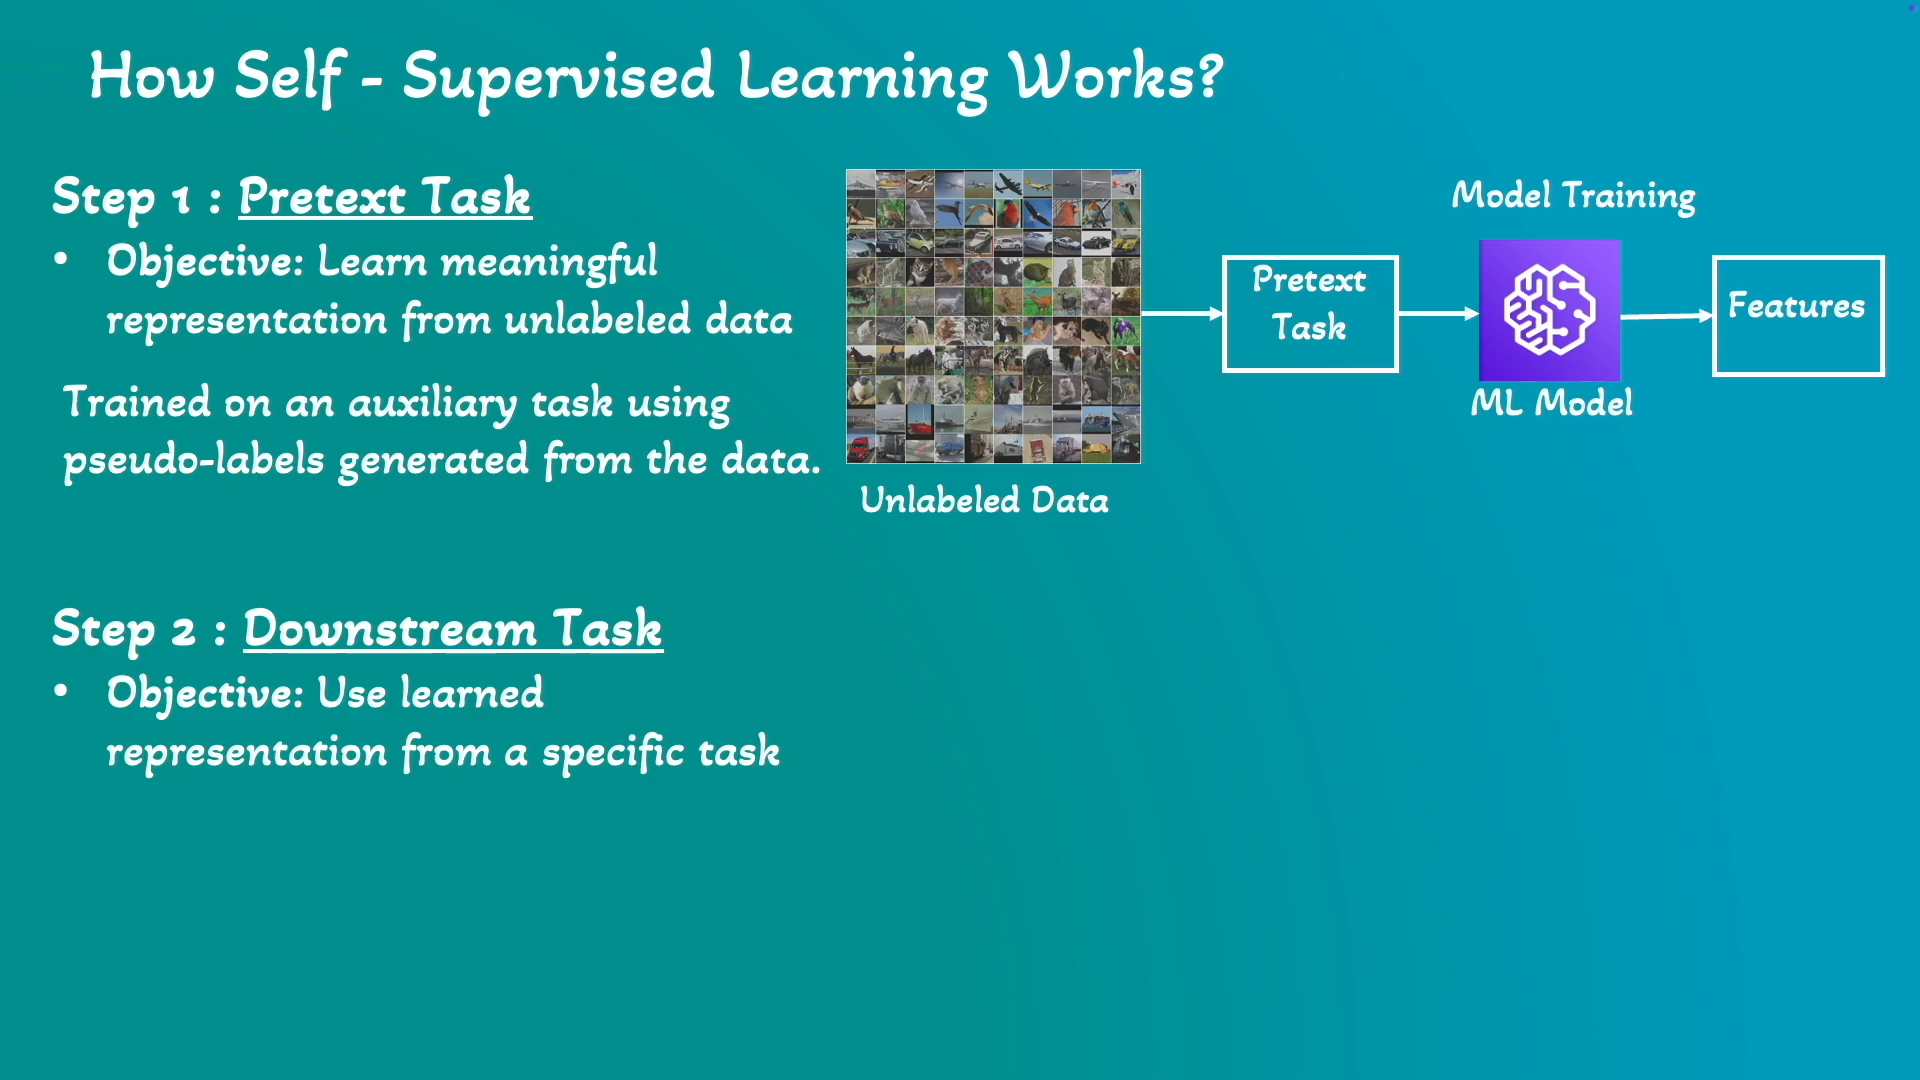 How Self - Supervised Learning Works?
Step 1 : Pretext Task
• Objective: Learn meaningful
representation from unlabeled data
Trained on an auxiliary task using
pseudo-labels generated from the data.
Unlabeled Data
Pretext
Task
Model Training
ML Model
Features
Step 2 : Downstream Task
• Objective: Use learned
representation from a specific task